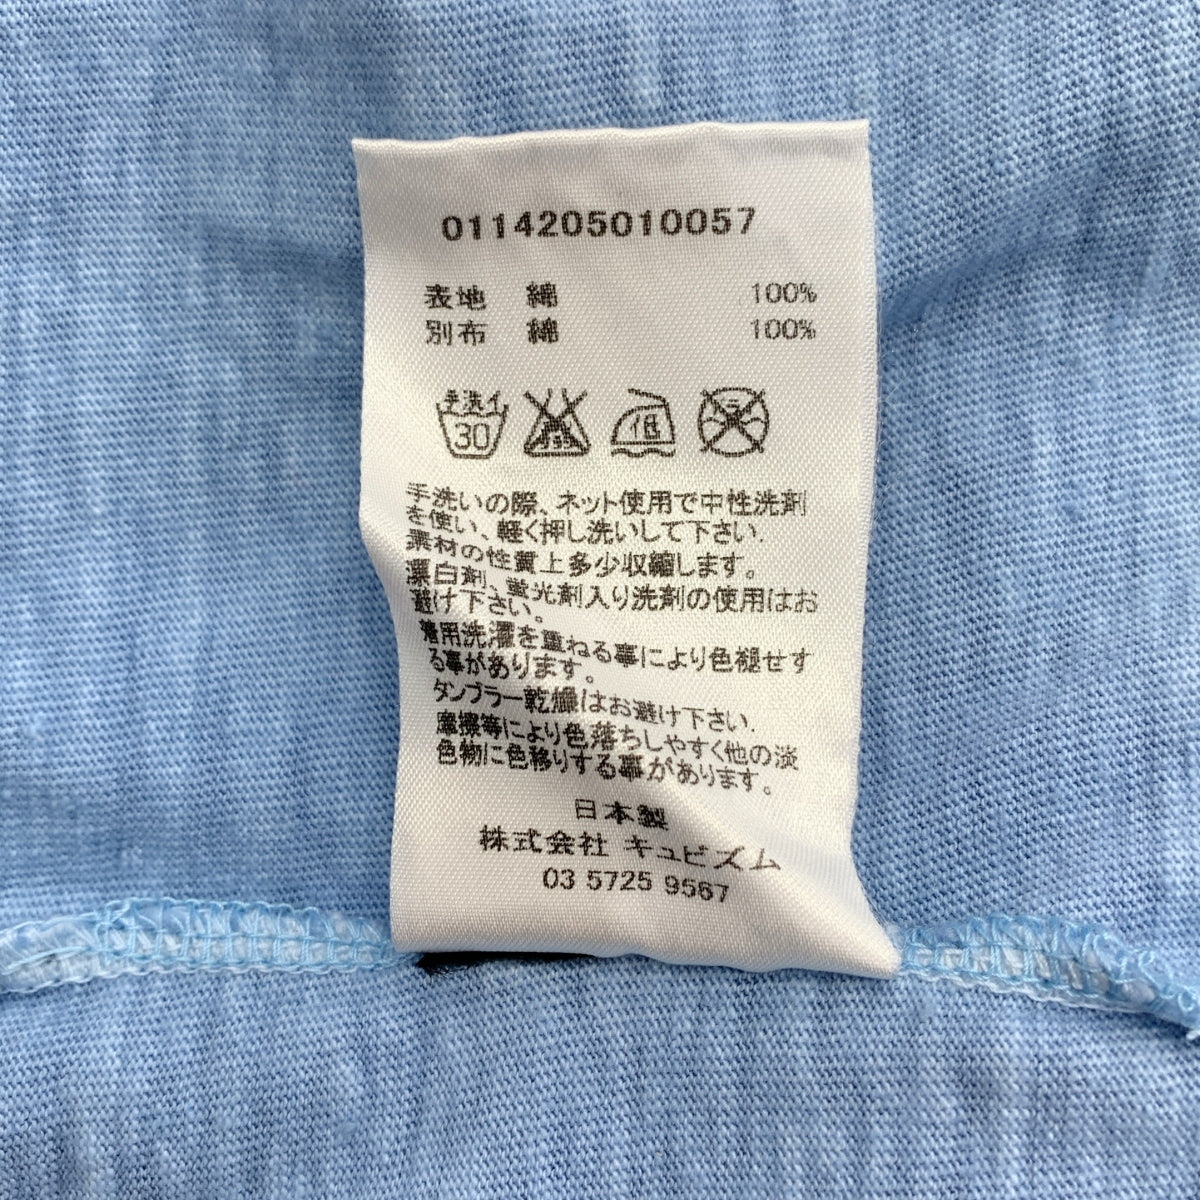 0114205010057
表地 綿 100%
別布 綿 100%
手洗イ
30
低
手洗いの際、ネット使用で中性洗剤
を使い、軽く押し洗いして下さい.
素材の性質上多少収縮します。
漂白剤、蛍光剤入り洗剤の使用はお
避け下さい。
着用洗濯を重ねる事により色褪せす
る事があります。
タンブラー乾燥はお避け下さい.
摩擦等により色落ちしやすく他の淡
色物に色移りする事があります。
日本製
株式会社 キュビズム
03 5725 9567